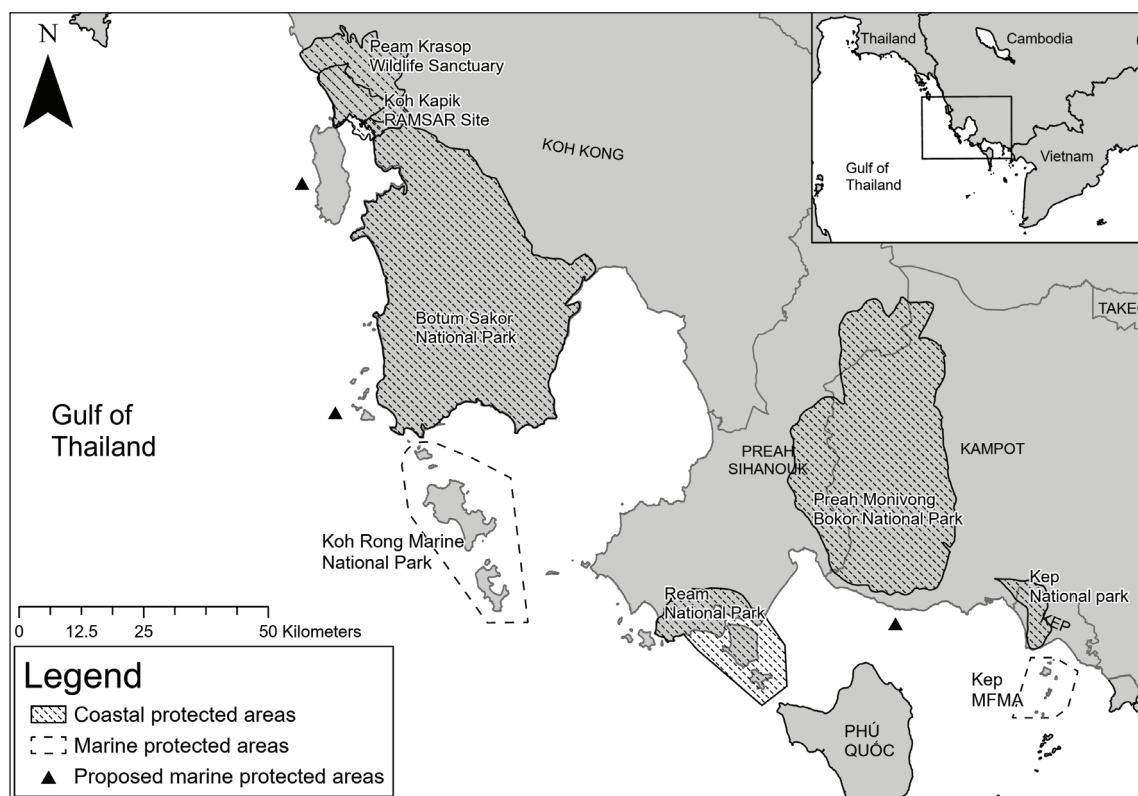 N
Peam Krasop
Wildlife Sanctuary
Koh Kapik
RAMSAR Site
KOH KONG
Thailand
Cambodia
Vietnam
Gulf of
Thailand
Botum Sakor
National Park
TAKEO
Gulf of
Thailand
PREAH
SIHANOUK
KAMPOT
Preah Monivong
Bokor National Park
Koh Rong Marine
National Park
Ream
National Park
Kep
National park
KEP
Kep
MFMA
PHÚ
QUÓC
0 12.5 25 50 Kilometers
Legend
Coastal protected areas
Marine protected areas
Proposed marine protected areas